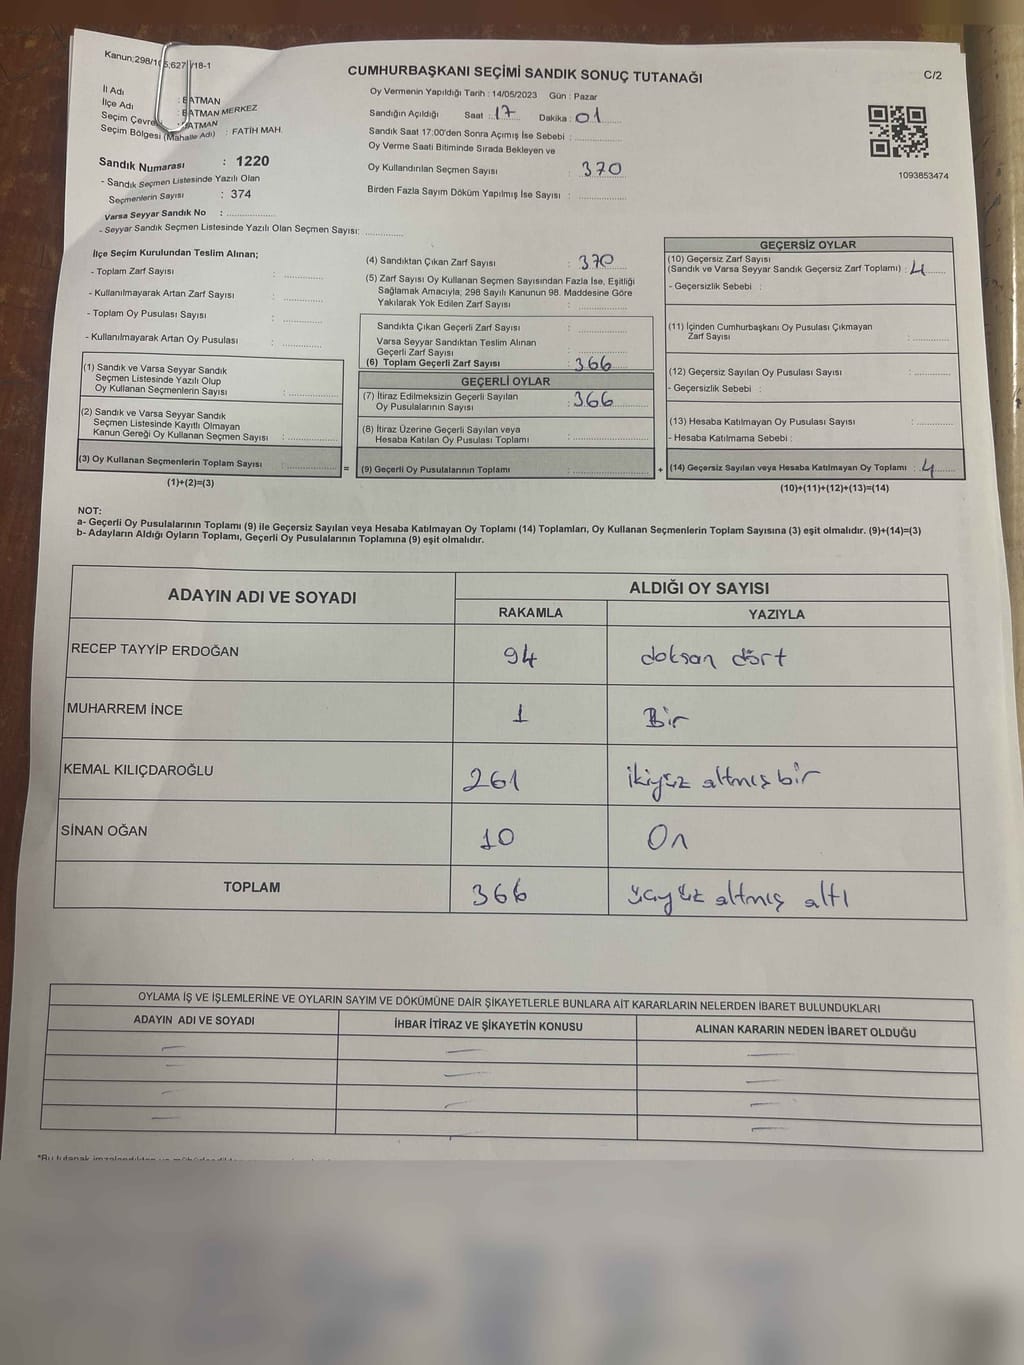 Kanun:298/105,627 /18-1
CUMHURBAŞKANI SEÇİMİ SANDIK SONUÇ TUTANAĞI
C/2
İl Adı : BATMAN
İlçe Adı : BATMAN MERKEZ
Seçim Çevresi : BATMAN
Seçim Bölgesi (Mahalle Adı) : FATİH MAH.
Sandık Numarası : 1220
- Sandık Seçmen Listesinde Yazılı Olan
Seçmenlerin Sayısı : 374
Varsa Seyyar Sandık No :
- Seyyar Sandık Seçmen Listesinde Yazılı Olan Seçmen Sayısı:
Oy Vermenin Yapıldığı Tarih : 14/05/2023 Gün : Pazar
Sandığın Açıldığı Saat : 17 Dakika : 01
Sandık Saat 17:00'den Sonra Açımış İse Sebebi :
Oy Verme Saati Bitiminde Sırada Bekleyen ve
Oy Kullandırılan Seçmen Sayısı : 370
Birden Fazla Sayım Döküm Yapılmış İse Sayısı :
1093853474
İlçe Seçim Kurulundan Teslim Alınan;
- Toplam Zarf Sayısı :
- Kullanılmayarak Artan Zarf Sayısı :
- Toplam Oy Pusulası Sayısı :
- Kullanılmayarak Artan Oy Pusulası :
(1) Sandık ve Varsa Seyyar Sandık
Seçmen Listesinde Yazılı Olup
Oy Kullanan Seçmenlerin Sayısı :
(2) Sandık ve Varsa Seyyar Sandık
Seçmen Listesinde Kayıtlı Olmayan
Kanun Gereği Oy Kullanan Seçmen Sayısı :
(3) Oy Kullanan Seçmenlerin Toplam Sayısı :
(1)+(2)=(3)
=
(4) Sandıktan Çıkan Zarf Sayısı : 370
(5) Zarf Sayısı Oy Kullanan Seçmen Sayısından Fazla İse, Eşitliği
Sağlamak Amacıyla, 298 Sayılı Kanunun 98. Maddesine Göre
Yakılarak Yok Edilen Zarf Sayısı :
Sandıkta Çıkan Geçerli Zarf Sayısı :
Varsa Seyyar Sandıktan Teslim Alınan
Geçerli Zarf Sayısı :
(6) Toplam Geçerli Zarf Sayısı : 366
GEÇERLİ OYLAR
(7) İtiraz Edilmeksizin Geçerli Sayılan
Oy Pusulalarının Sayısı : 366
(8) İtiraz Üzerine Geçerli Sayılan veya
Hesaba Katılan Oy Pusulası Toplamı :
(9) Geçerli Oy Pusulalarının Toplamı :
+
GEÇERSİZ OYLAR
(10) Geçersiz Zarf Sayısı
(Sandık ve Varsa Seyyar Sandık Geçersiz Zarf Toplamı) : 4
- Geçersizlik Sebebi :
(11) İçinden Cumhurbaşkanı Oy Pusulası Çıkmayan
Zarf Sayısı :
(12) Geçersiz Sayılan Oy Pusulası Sayısı :
- Geçersizlik Sebebi :
(13) Hesaba Katılmayan Oy Pusulası Sayısı :
- Hesaba Katılmama Sebebi :
(14) Geçersiz Sayılan veya Hesaba Katılmayan Oy Toplamı : 4
(10)+(11)+(12)+(13)=(14)
NOT:
a- Geçerli Oy Pusulalarının Toplamı (9) ile Geçersiz Sayılan veya Hesaba Katılmayan Oy Toplamı (14) Toplamları, Oy Kullanan Seçmenlerin Toplam Sayısına (3) eşit olmalıdır. (9)+(14)=(3)
b- Adayların Aldığı Oyların Toplamı, Geçerli Oy Pusulalarının Toplamına (9) eşit olmalıdır.
ADAYIN ADI VE SOYADI
ALDIĞI OY SAYISI
RAKAMLA YAZIYLA
RECEP TAYYİP ERDOĞAN 94 doksan dört
MUHARREM İNCE 1 Bir
KEMAL KILIÇDAROĞLU 261 ikiyüz altmış bir
SİNAN OĞAN 10 On
TOPLAM 366 üçyüz altmış altı
OYLAMA İŞ VE İŞLEMLERİNE VE OYLARIN SAYIM VE DÖKÜMÜNE DAİR ŞİKAYETLERLE BUNLARA AİT KARARLARIN NELERDEN İBARET BULUNDUKLARI
ADAYIN ADI VE SOYADI İHBAR İTİRAZ VE ŞİKAYETİN KONUSU ALINAN KARARIN NEDEN İBARET OLDUĞU